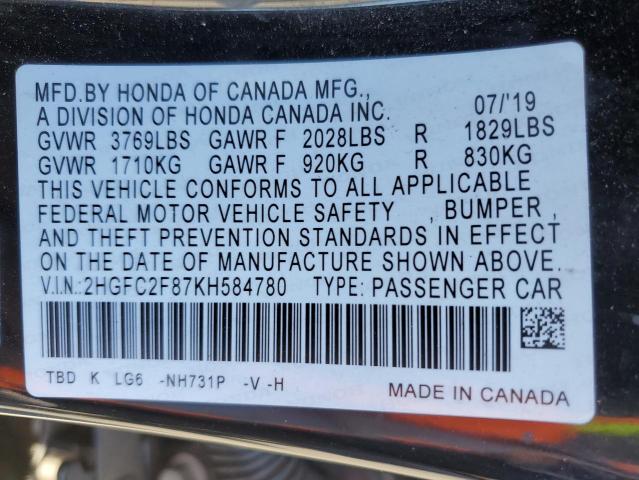 MFD.BY HONDA OF CANADA MFG.,
A DIVISION OF HONDA CANADA INC. 07/'19
GVWR 3769LBS GAWR F 2028LBS R 1829LBS
GVWR 1710KG GAWR F 920KG R 830KG
THIS VEHICLE CONFORMS TO ALL APPLICABLE
FEDERAL MOTOR VEHICLE SAFETY , BUMPER ,
AND THEFT PREVENTION STANDARDS IN EFFECT
ON THE DATE OF MANUFACTURE SHOWN ABOVE.
V.I.N.:2HGFC2F87KH584780 TYPE: PASSENGER CAR
TBD K LG6 -NH731P -V -H
MADE IN CANADA